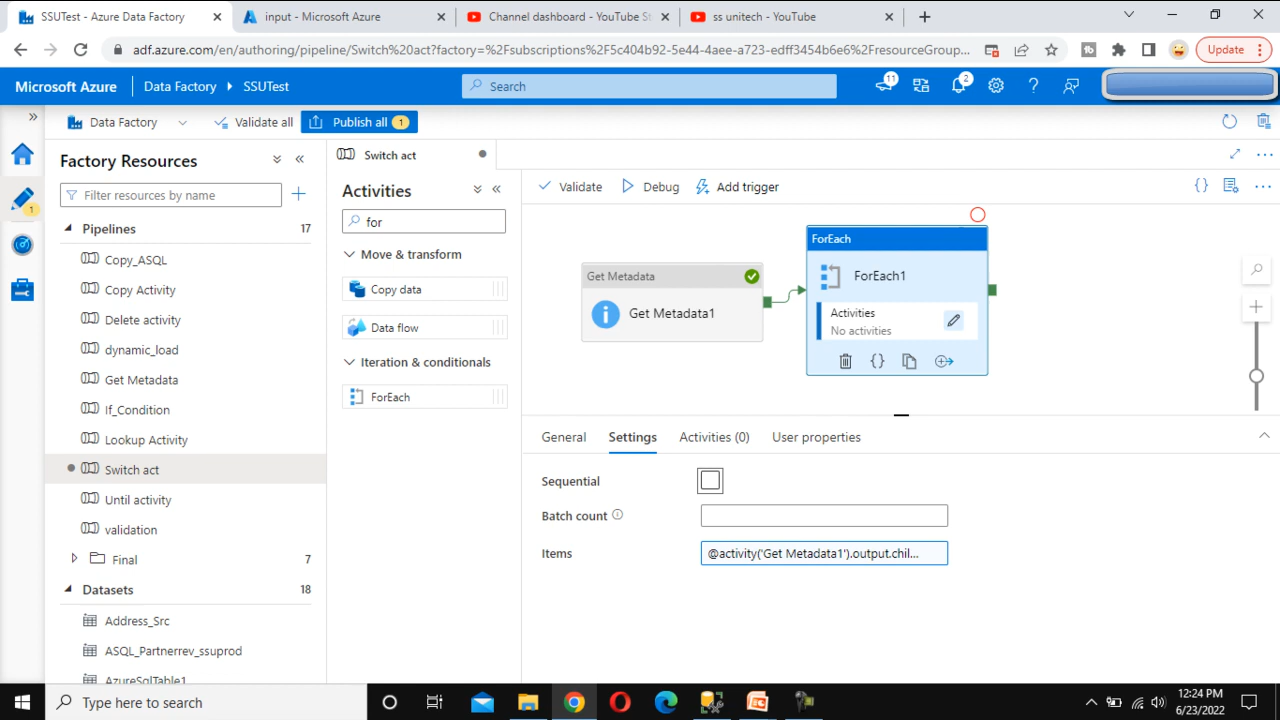 SSUTest - Azure Data Factory
input - Microsoft Azure
Channel dashboard - YouTube St
ss unitech - YouTube
adf.azure.com/en/authoring/pipeline/Switch%20act?factory=%2Fsubscriptions%2F5c404b92-5e44-4aee-a723-edff3454b6e6%2FresourceGroup...
Update
Microsoft Azure
Data Factory
SSUTest
Search
11
2
Data Factory
Validate all
Publish all 1
Factory Resources
Filter resources by name
1
Pipelines 17
Copy_ASQL
Copy Activity
Delete activity
dynamic_load
Get Metadata
If_Condition
Lookup Activity
Switch act
Until activity
validation
Final 7
Datasets 18
Address_Src
ASQL_Partnerrev_ssuprod
AzureSqlTable1
Switch act
Activities
for
Move & transform
Copy data
Data flow
Iteration & conditionals
ForEach
Validate
Debug
Add trigger
Get Metadata
Get Metadata1
ForEach
ForEach1
Activities
No activities
General
Settings
Activities (0)
User properties
Sequential
Batch count
Items
@activity('Get Metadata1').output.chil...
Type here to search
12:24 PM
6/23/2022